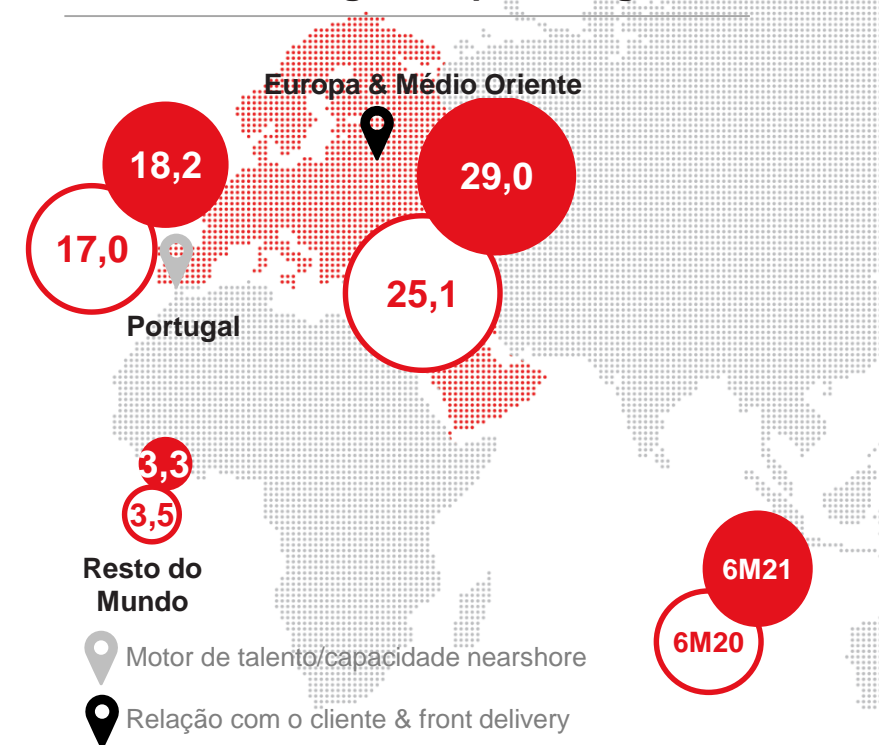 Europa & Médio Oriente
18,2
29,0
17,0
25,1
Portugal
3,3
3,5
Resto do
Mundo
6M21
6M20
Motor de talento/capacidade nearshore
Relação com o cliente & front delivery